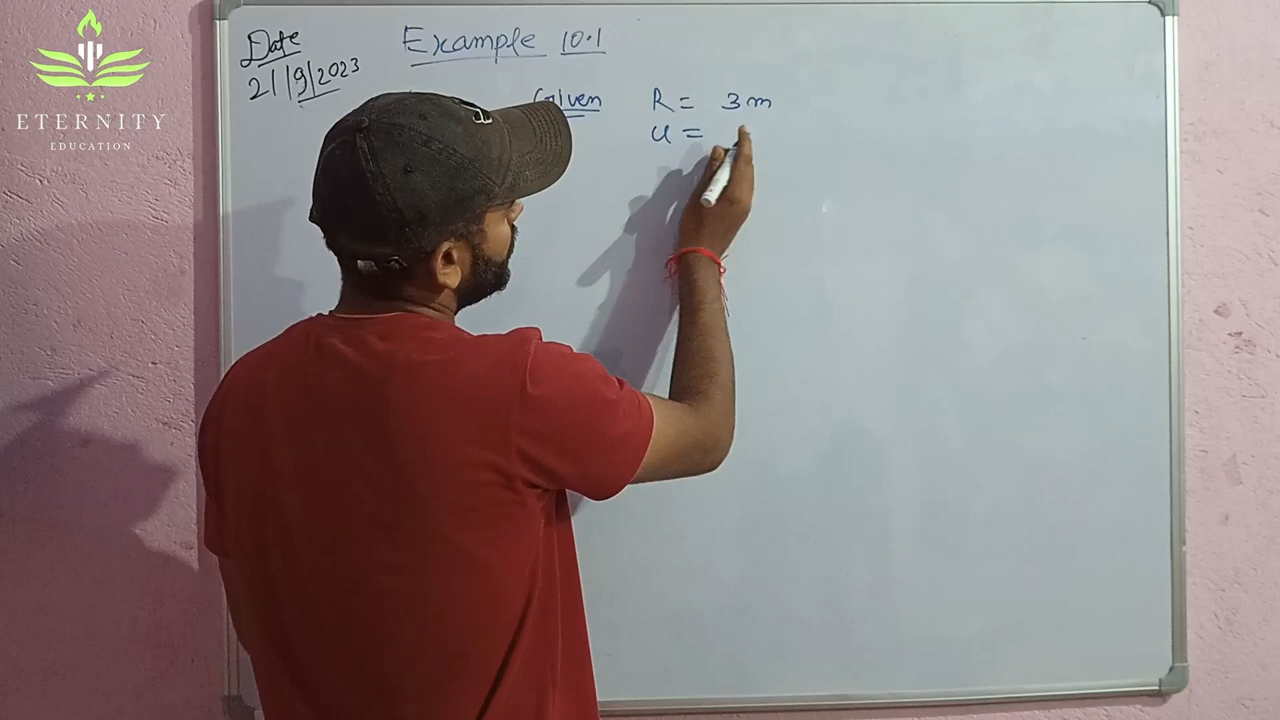 ETERNITY
EDUCATION
Date
21/9/2023
Example 10.1
Given R = 3m
u =